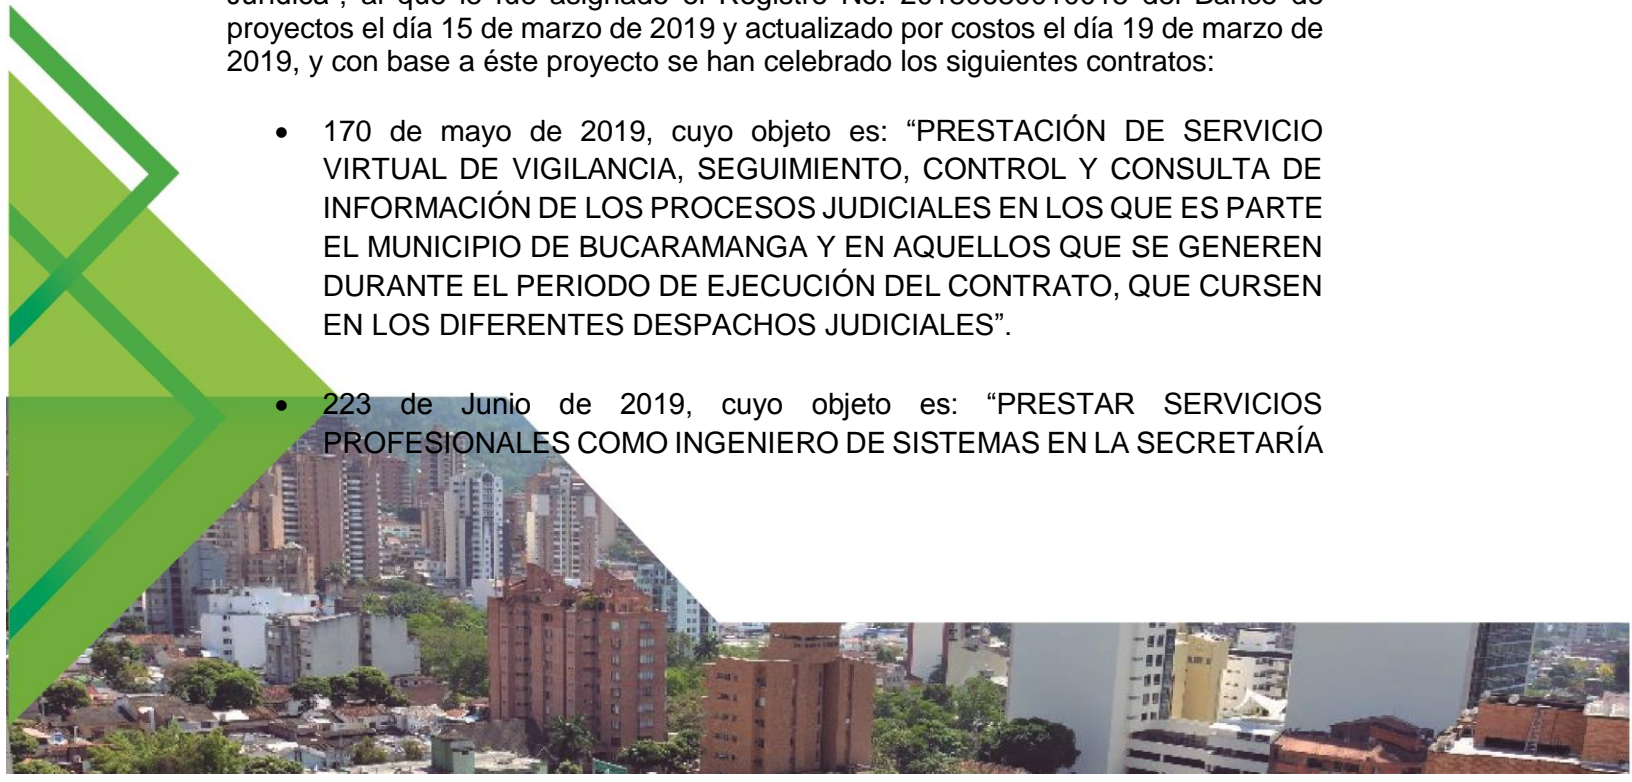 proyectos el día 15 de marzo de 2019 y actualizado por costos el día 19 de marzo de
2019, y con base a éste proyecto se han celebrado los siguientes contratos:
• 170 de mayo de 2019, cuyo objeto es: “PRESTACIÓN DE SERVICIO
VIRTUAL DE VIGILANCIA, SEGUIMIENTO, CONTROL Y CONSULTA DE
INFORMACIÓN DE LOS PROCESOS JUDICIALES EN LOS QUE ES PARTE
EL MUNICIPIO DE BUCARAMANGA Y EN AQUELLOS QUE SE GENEREN
DURANTE EL PERIODO DE EJECUCIÓN DEL CONTRATO, QUE CURSEN
EN LOS DIFERENTES DESPACHOS JUDICIALES”.
• 223 de Junio de 2019, cuyo objeto es: “PRESTAR SERVICIOS
PROFESIONALES COMO INGENIERO DE SISTEMAS EN LA SECRETARÍA